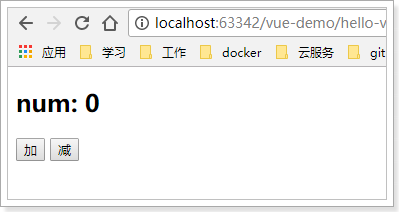 localhost:63342/vue-demo/hello-v
应用 学习 工作 docker 云服务 git
num: 0
加 减